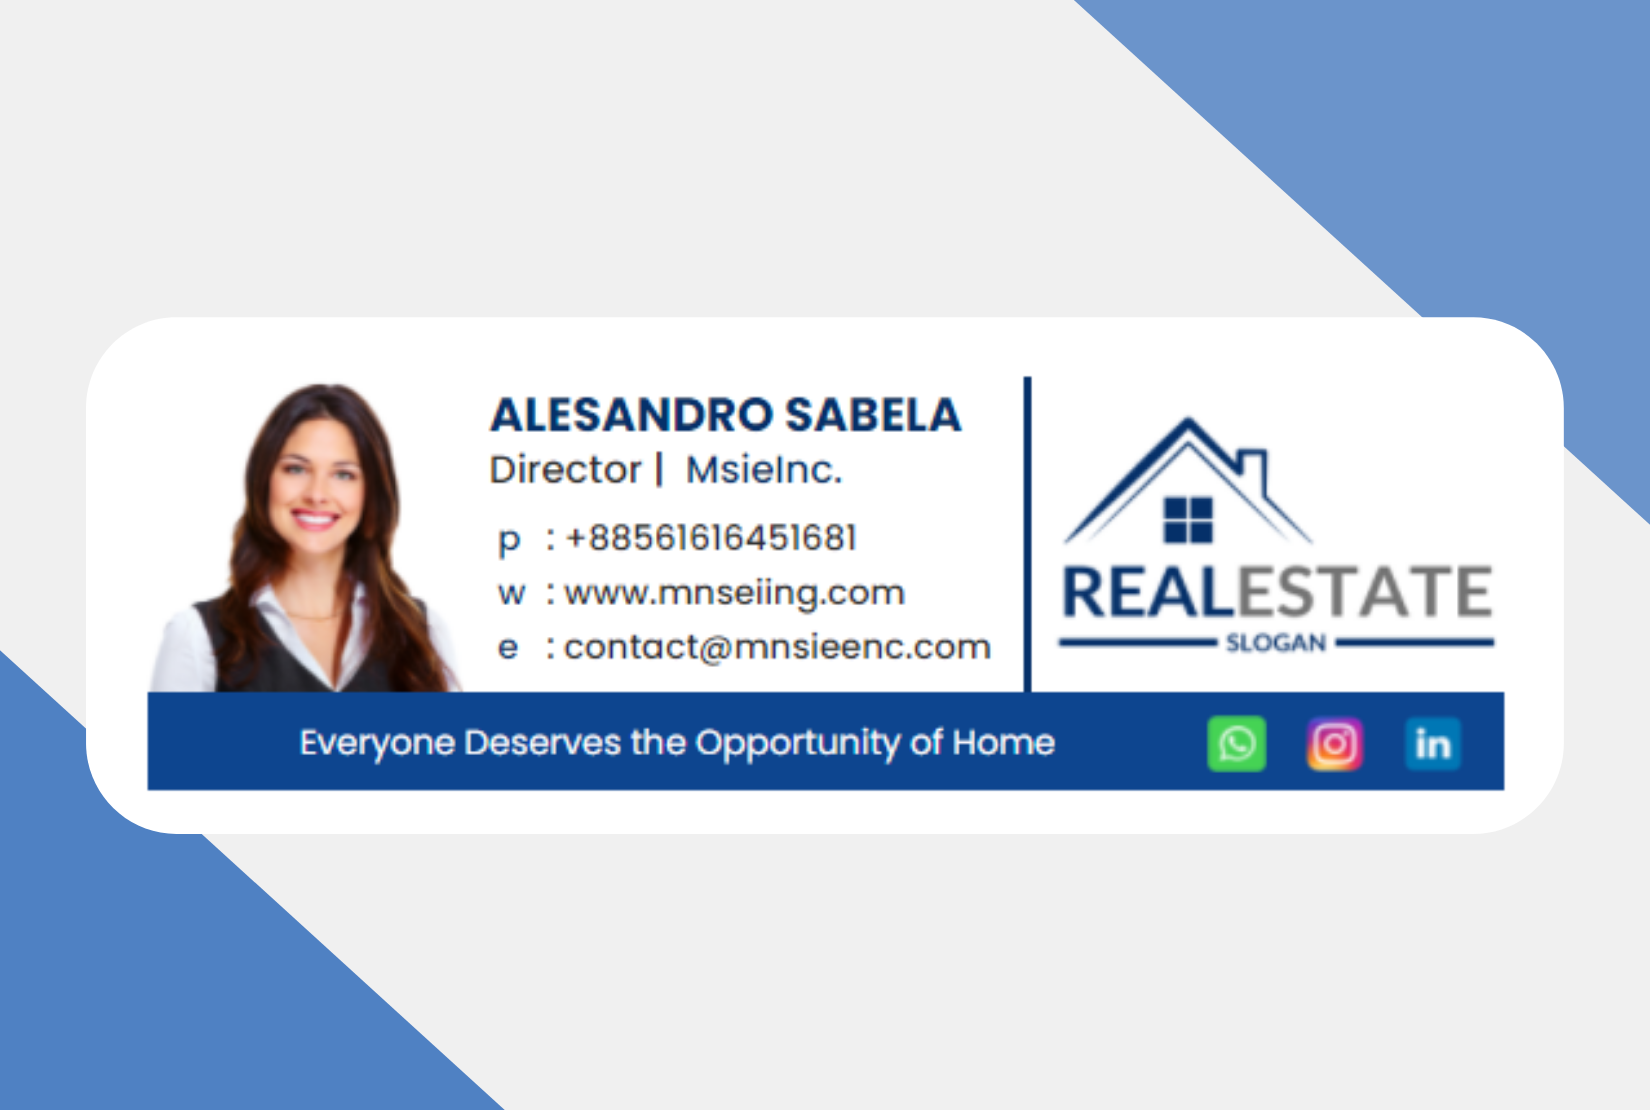 ALESANDRO SABELA
Director | MsieInc.
p : +88561616451681
w : www.mnseiing.com
e : contact@mnsieenc.com
REALESTATE
SLOGAN
Everyone Deserves the Opportunity of Home
in